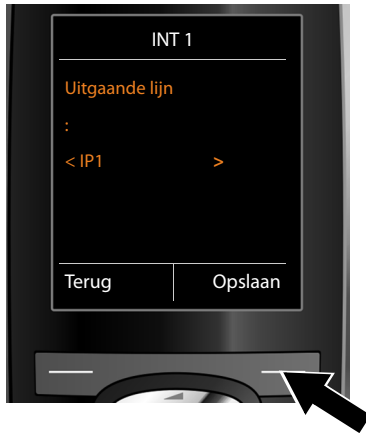 INT 1
Uitgaande lijn
:
< IP1 >
Terug Opslaan